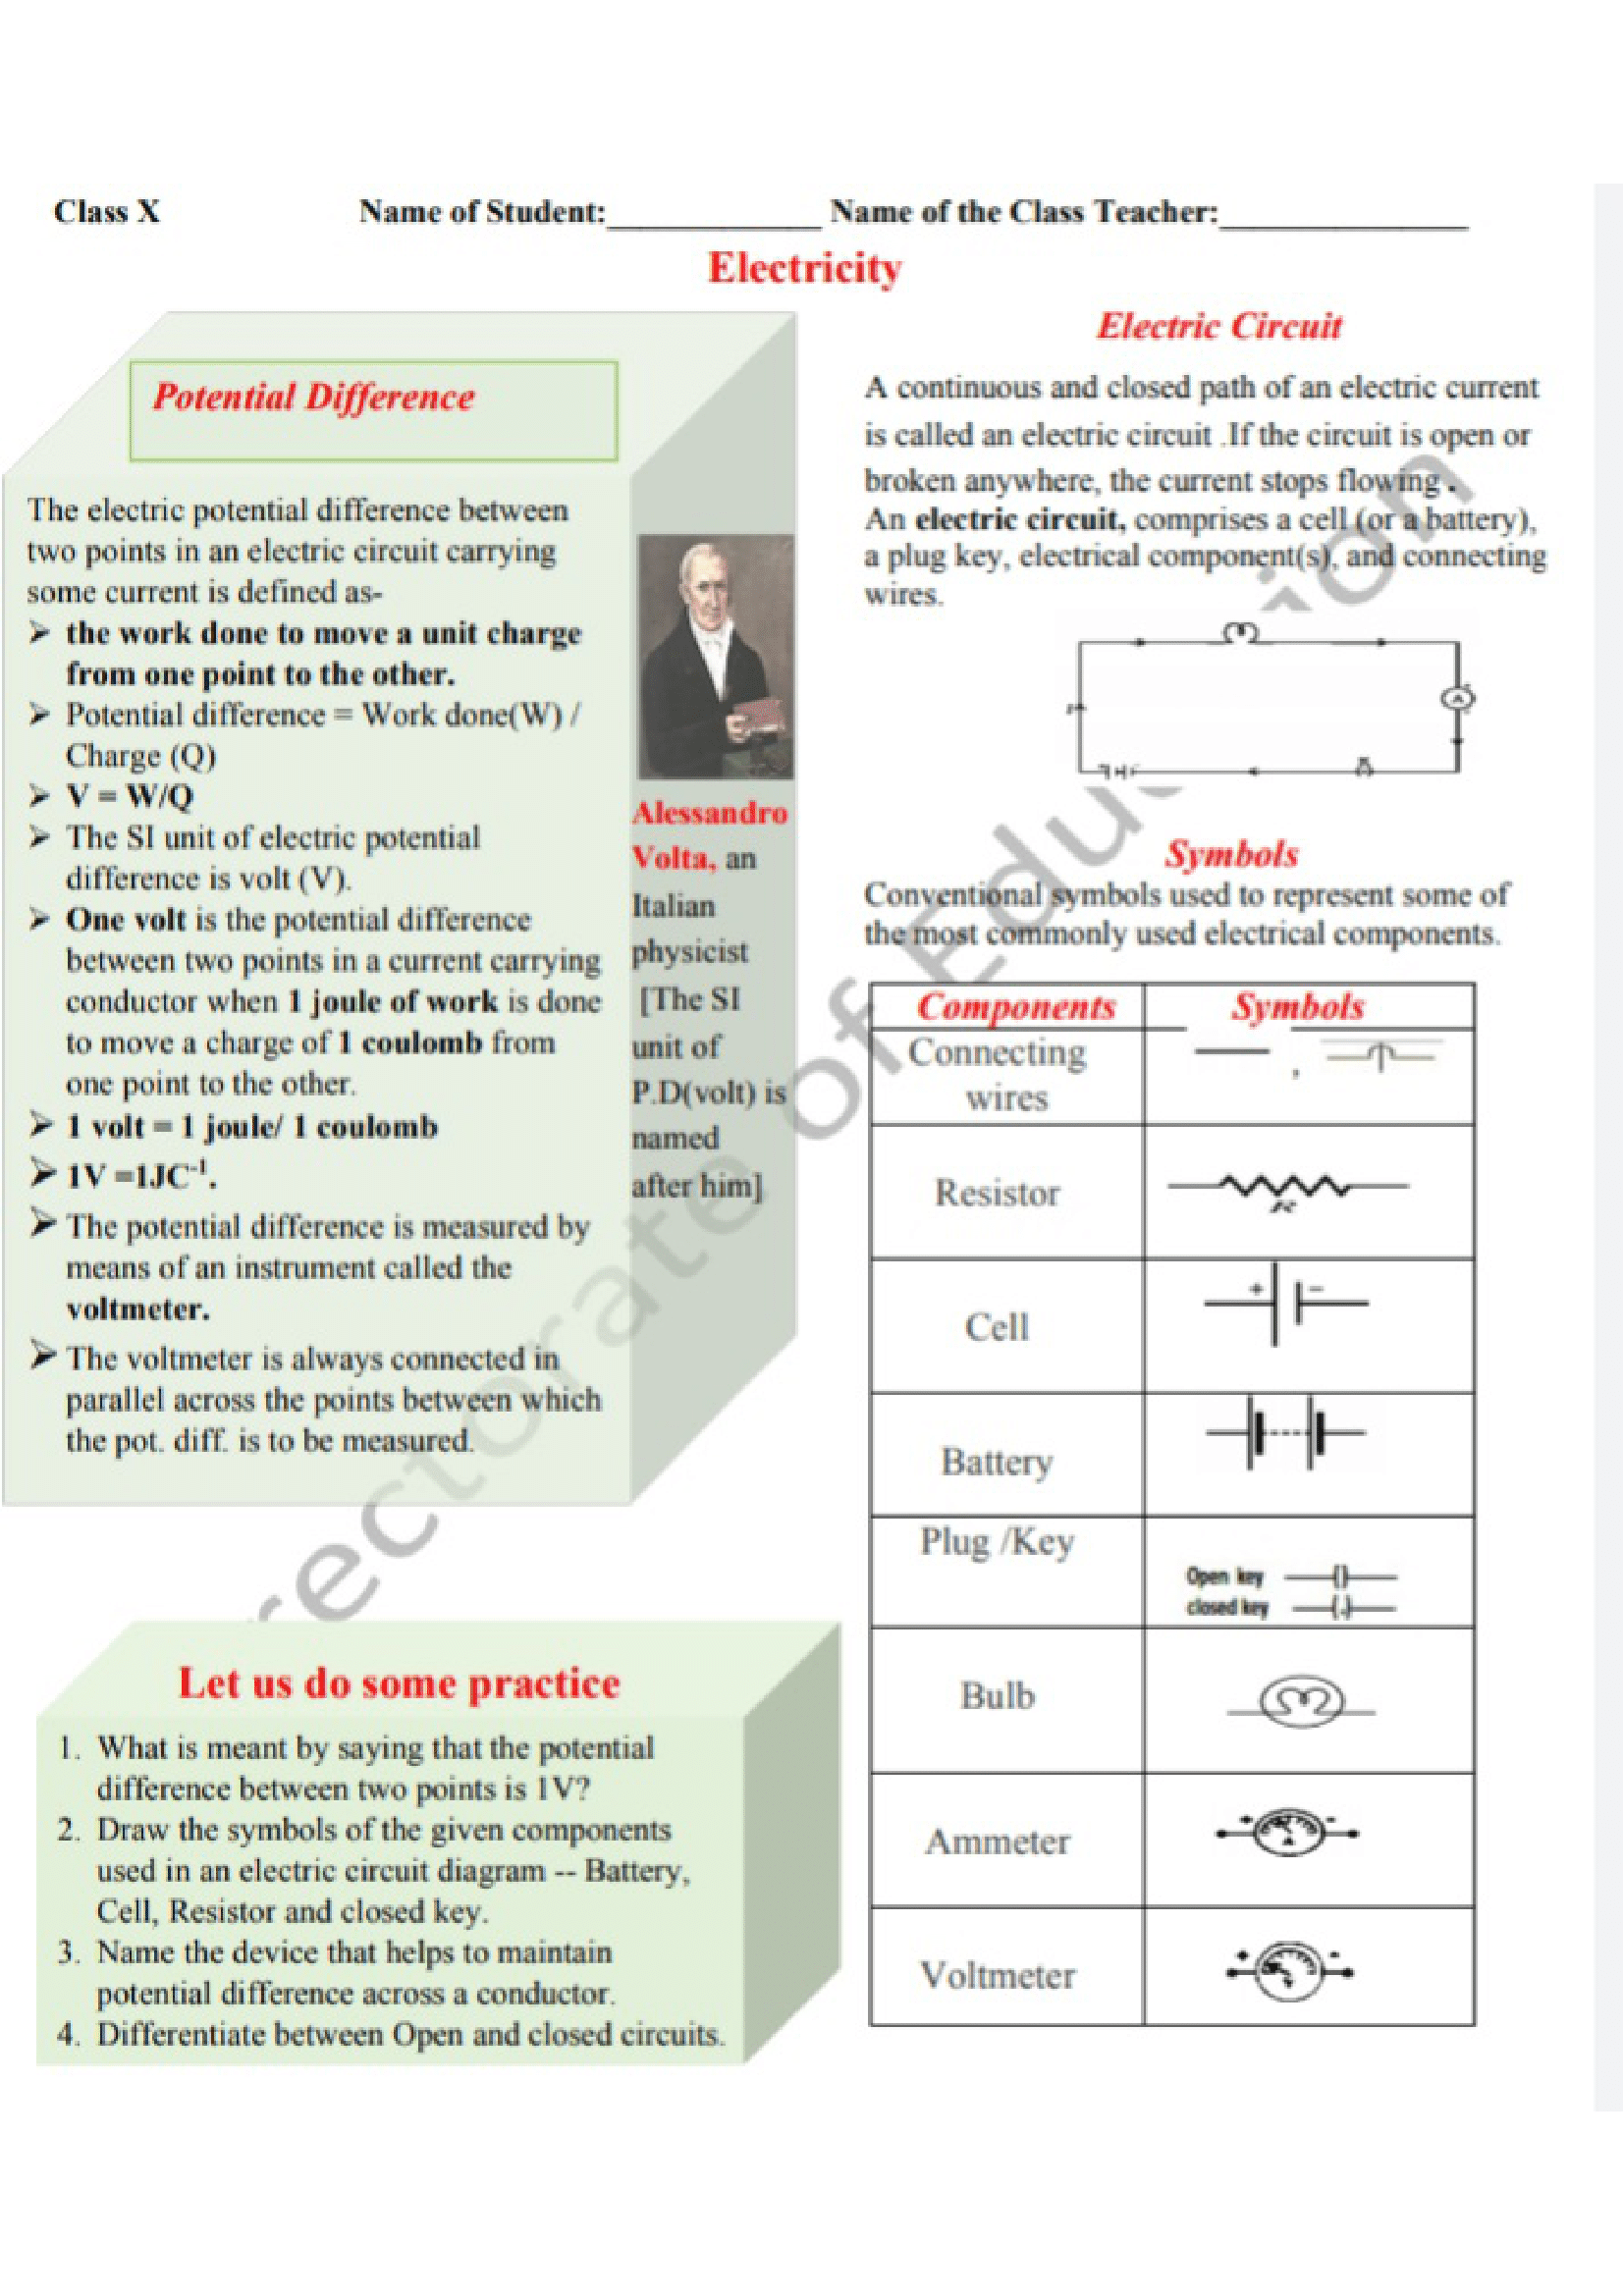 Class X Name of Student:____________ Name of the Class Teacher:______________
Electricity
Potential Difference
The electric potential difference between
two points in an electric circuit carrying
some current is defined as-
➢ the work done to move a unit charge
from one point to the other.
➢ Potential difference = Work done(W) /
Charge (Q)
➢ V = W/Q
➢ The SI unit of electric potential
difference is volt (V).
➢ One volt is the potential difference
between two points in a current carrying
conductor when 1 joule of work is done
to move a charge of 1 coulomb from
one point to the other.
➢ 1 volt = 1 joule/ 1 coulomb
➢ 1V =1JC⁻¹.
➢ The potential difference is measured by
means of an instrument called the
voltmeter.
➢ The voltmeter is always connected in
parallel across the points between which
the pot. diff. is to be measured.
Alessandro
Volta, an
Italian
physicist
[The SI
unit of
P.D(volt) is
named
after him]
Let us do some practice
1. What is meant by saying that the potential
difference between two points is 1V?
2. Draw the symbols of the given components
used in an electric circuit diagram -- Battery,
Cell, Resistor and closed key.
3. Name the device that helps to maintain
potential difference across a conductor.
4. Differentiate between Open and closed circuits.
Electric Circuit
A continuous and closed path of an electric current
is called an electric circuit .If the circuit is open or
broken anywhere, the current stops flowing .
An electric circuit, comprises a cell (or a battery),
a plug key, electrical component(s), and connecting
wires.
A
Symbols
Conventional symbols used to represent some of
the most commonly used electrical components.
Components Symbols
Connecting
wires ,
Resistor
Cell + −
Battery
Plug /Key
Open key
closed key
Bulb
Ammeter + - A
Voltmeter + - V
rectorate of Edu ion